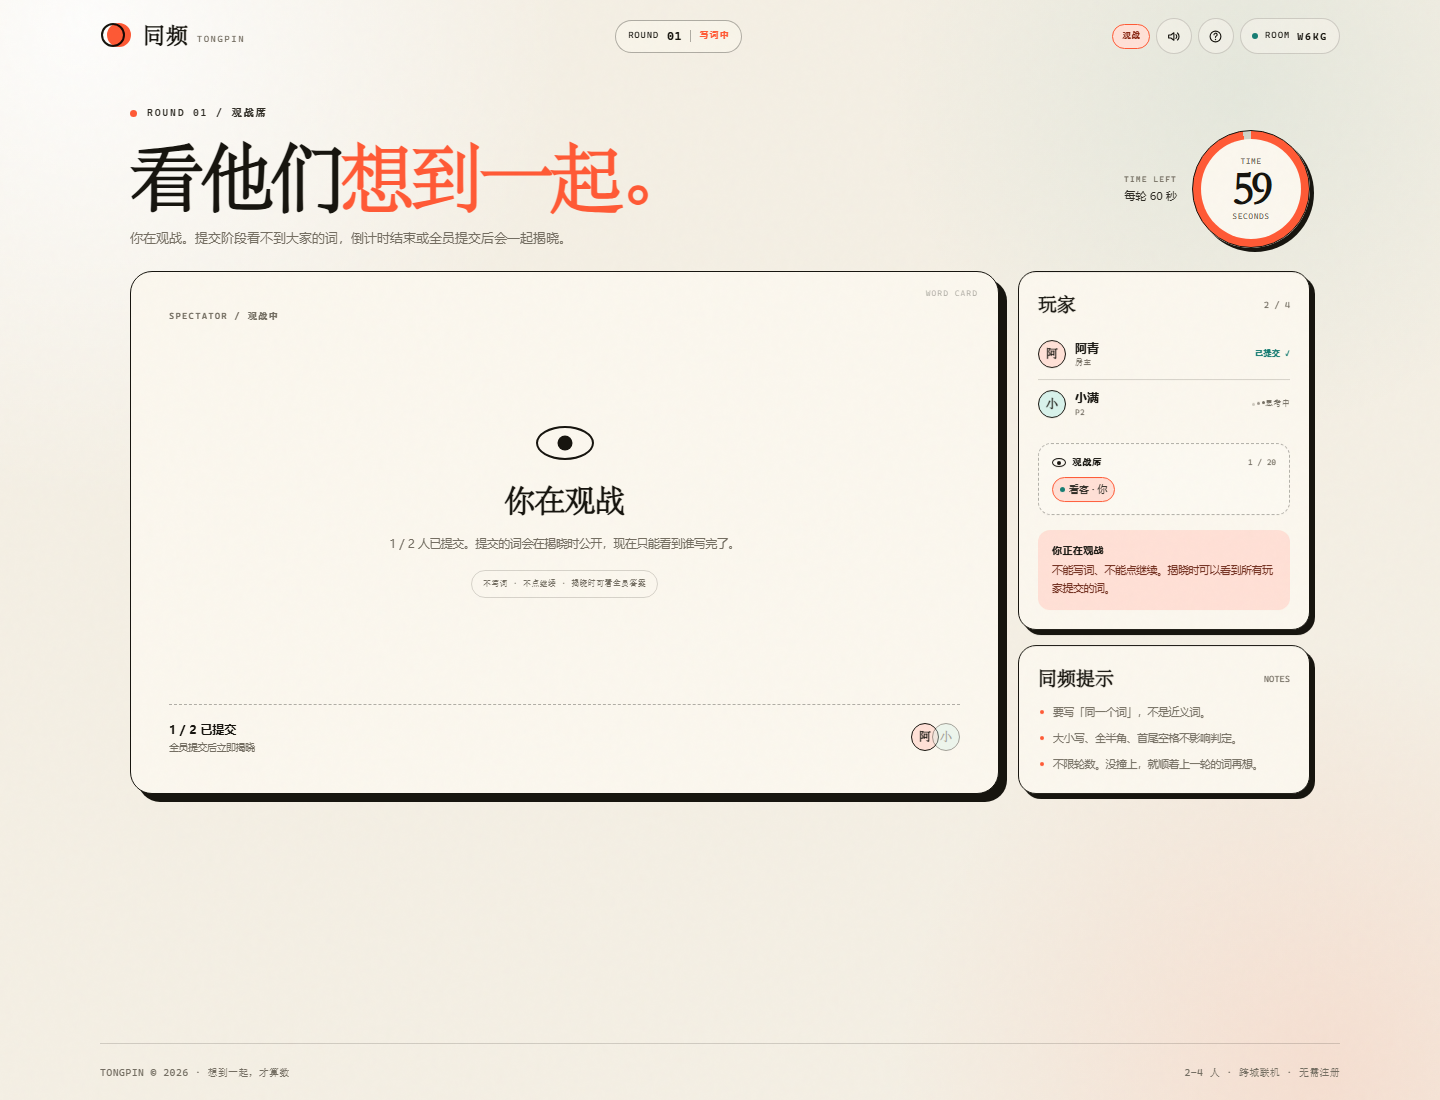 同频 TONGPIN
ROUND 01 | 写词中
观战
ROOM W6KG
ROUND 01 / 观战席
看他们想到一起。
你在观战。提交阶段看不到大家的词，倒计时结束或全员提交后会一起揭晓。
TIME LEFT
每轮 60 秒
TIME
59
SECONDS
WORD CARD
SPECTATOR / 观战中
你在观战
1 / 2 人已提交。提交的词会在揭晓时公开，现在只能看到谁写完了。
不写词 · 不点继续 · 揭晓时可看全员答案
1 / 2 已提交
全员提交后立即揭晓
阿 小
玩家 2 / 4
阿 阿青 已提交 ✓
房主
小 小满 思考中
P2
观战席 1 / 20
看客 · 你
你正在观战
不能写词、不能点继续。揭晓时可以看到所有玩
家提交的词。
同频提示 NOTES
要写「同一个词」，不是近义词。
大小写、全半角、首尾空格不影响判定。
不限轮数。没撞上，就顺着上一轮的词再想。
TONGPIN © 2026 · 想到一起，才算数
2—4 人 · 跨城联机 · 无需注册